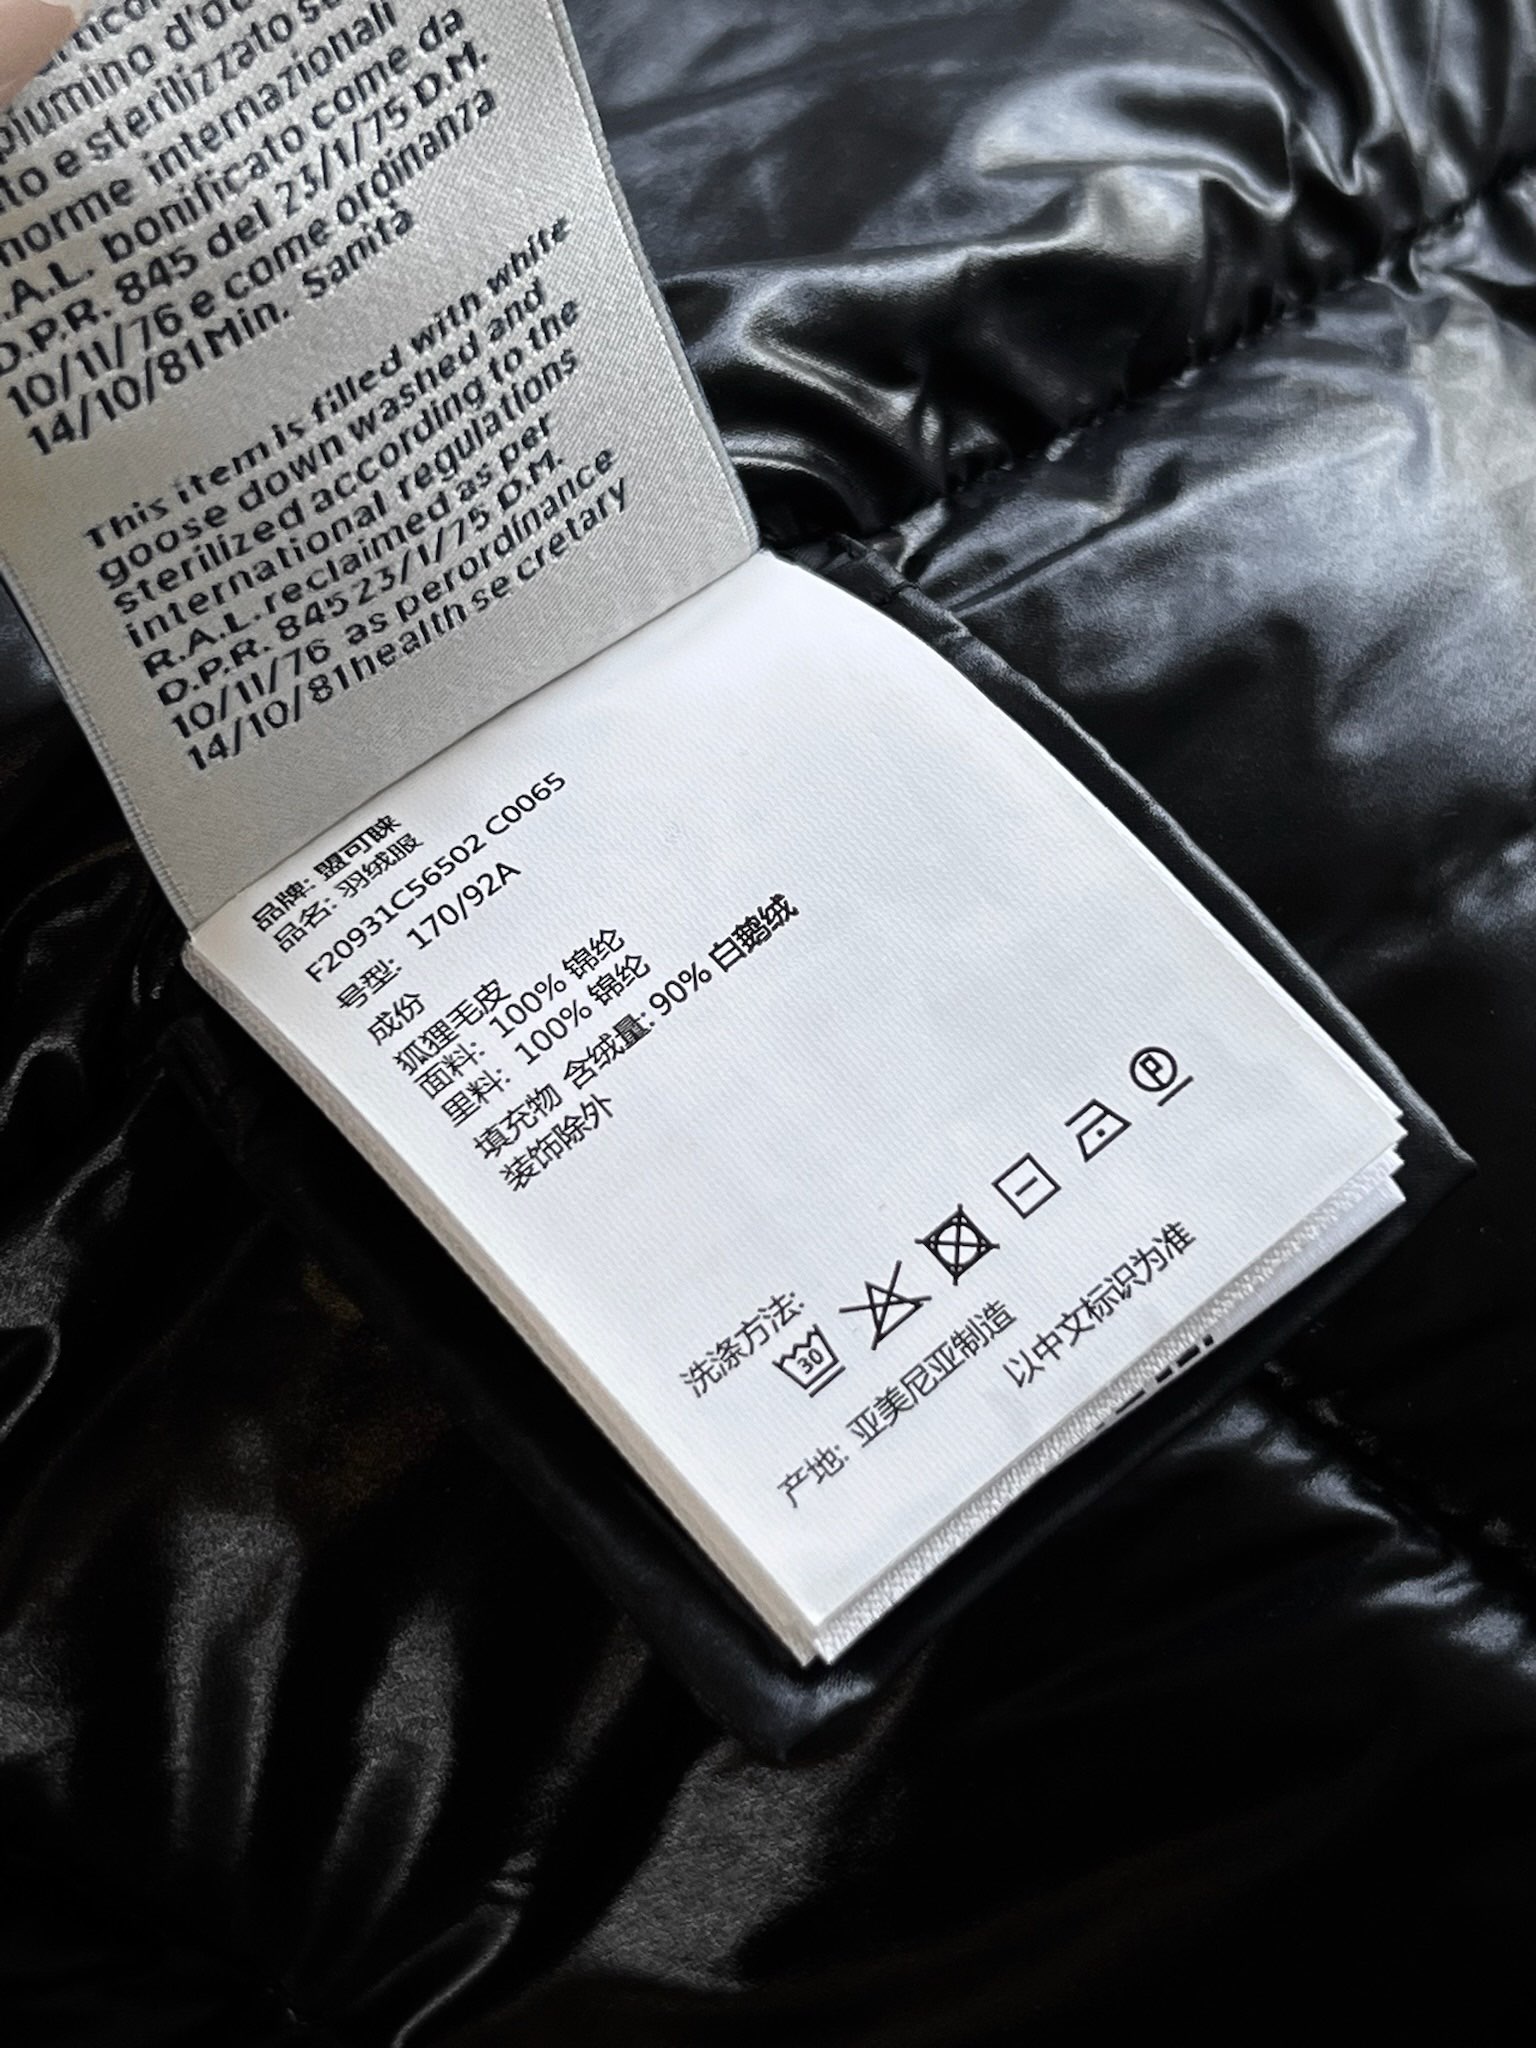 piumino d'oc
to e sterilizzato se
norme internazionali
.A.L. bonificato come da
D.P.R. 845 del 23/1/75 D.M.
10/11/76 e come ordinanza
14/10/81Min. Sanità
This item is filled with white
goose down washed and
sterilized according to the
international regulations
R.A.L. reclaimed as per
D.P.R. 845 23/1/75 D.M.
10/11/76 as perordinance
14/10/81health se cretary
品牌: 盟可睐
品名: 羽绒服
F20931C56502 C0065
号型: 170/92A
成份
狐狸毛皮
面料: 100% 锦纶
里料: 100% 锦纶
填充物 含绒量: 90% 白鹅绒
装饰除外
洗涤方法:
30
P
产地: 亚美尼亚制造
以中文标识为准